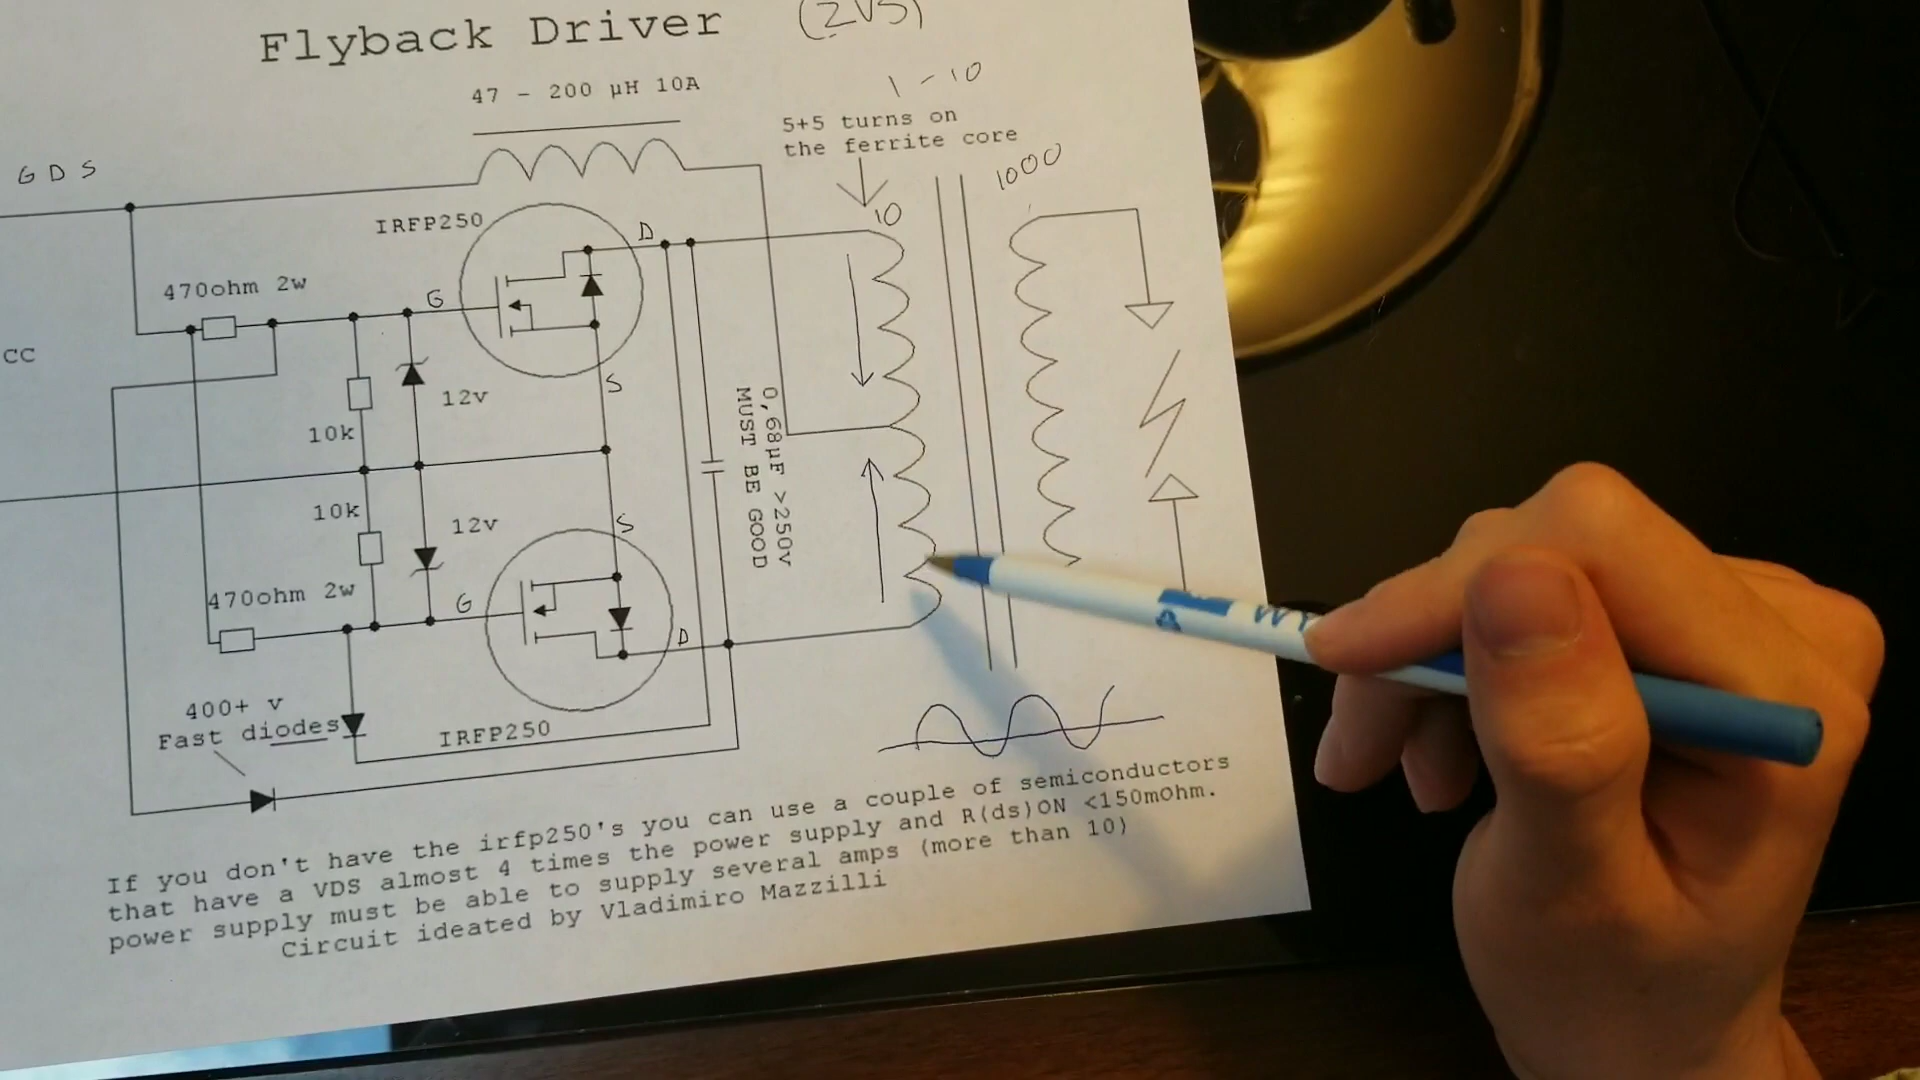 Flyback Driver (ZVS)
47 - 200 µH 10A
1 - 10
5+5 turns on
the ferrite core
1000
G D S
10
IRFP250
D
470ohm 2w
G
CC
S
12v
10k
0,68µF >250v
MUST BE GOOD
10k
12v
S
470ohm 2w
G
D
400+ v
Fast diodes
IRFP250
If you don't have the irfp250's you can use a couple of semiconductors
that have a VDS almost 4 times the power supply and R(ds)ON <150mOhm.
power supply must be able to supply several amps (more than 10)
Circuit ideated by Vladimiro Mazzilli